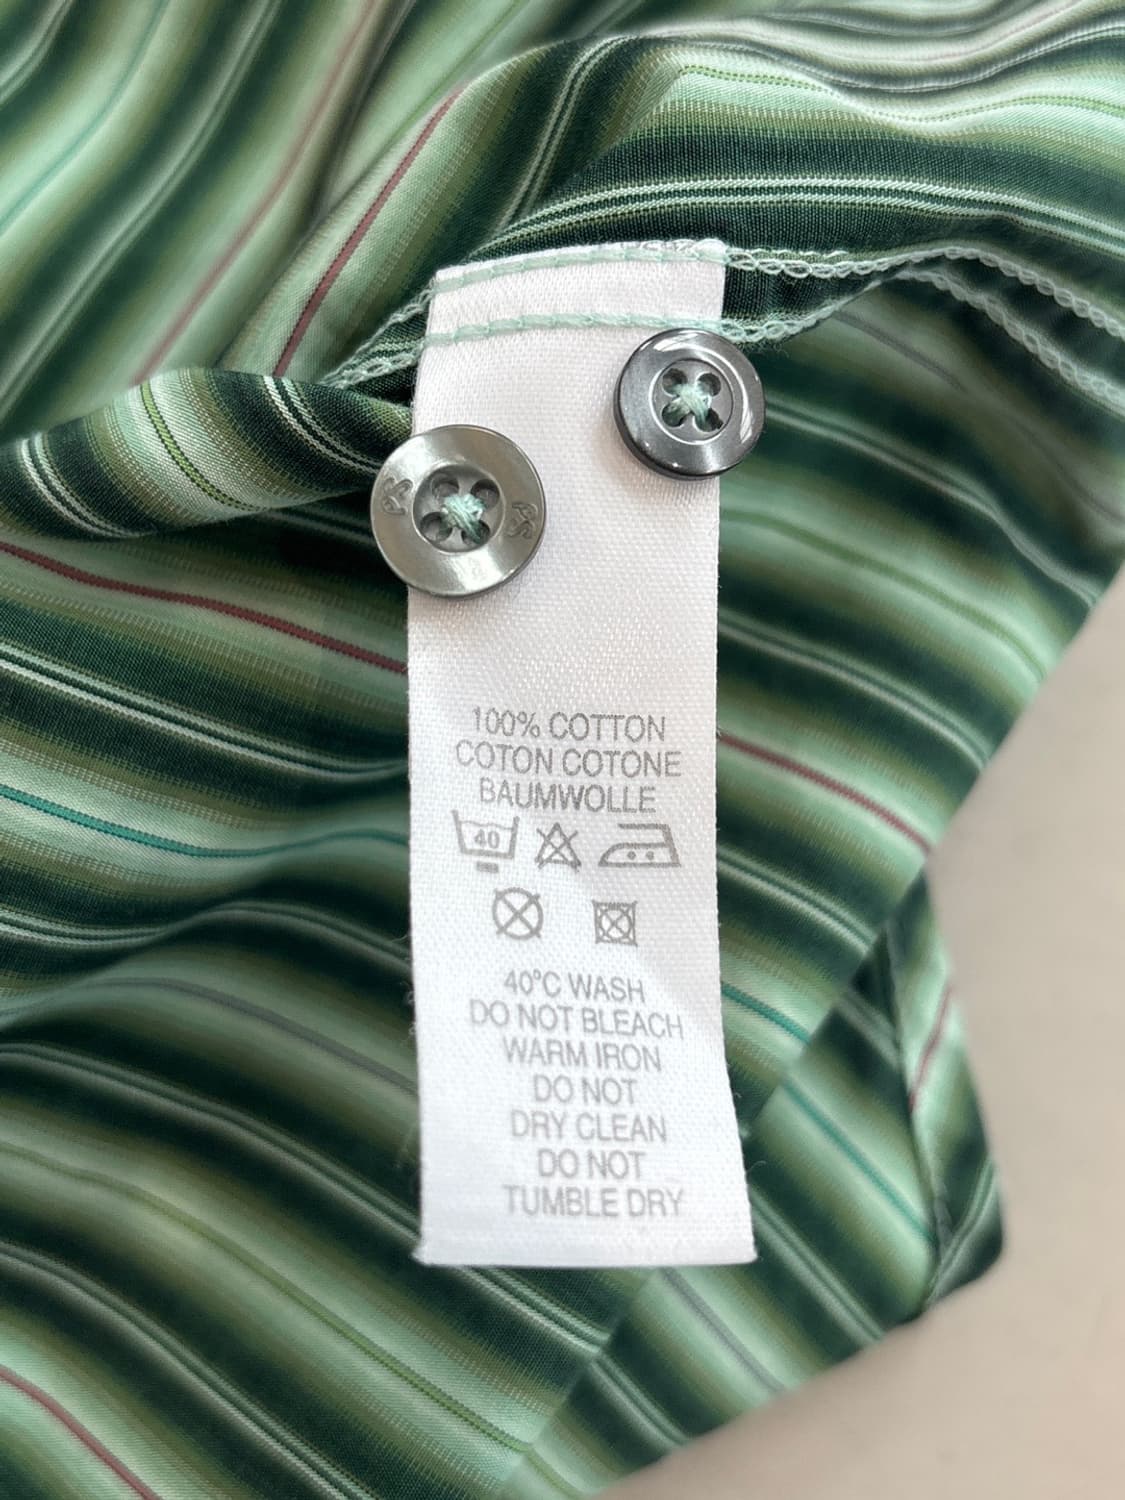 100% COTTON
COTON COTONE
BAUMWOLLE
40
40°C WASH
DO NOT BLEACH
WARM IRON
DO NOT
DRY CLEAN
DO NOT
TUMBLE DRY